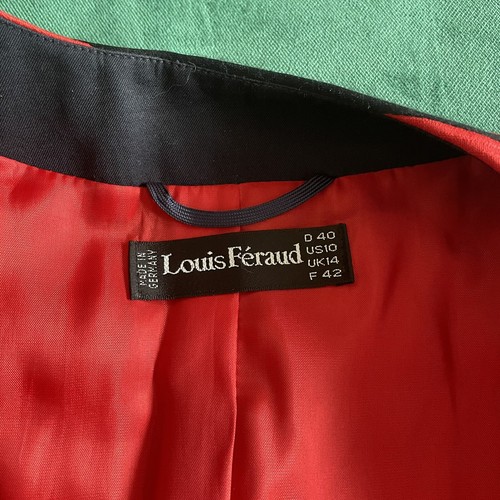 MADE IN
GERMANY
Louis Féraud
D 40
US10
UK14
F 42